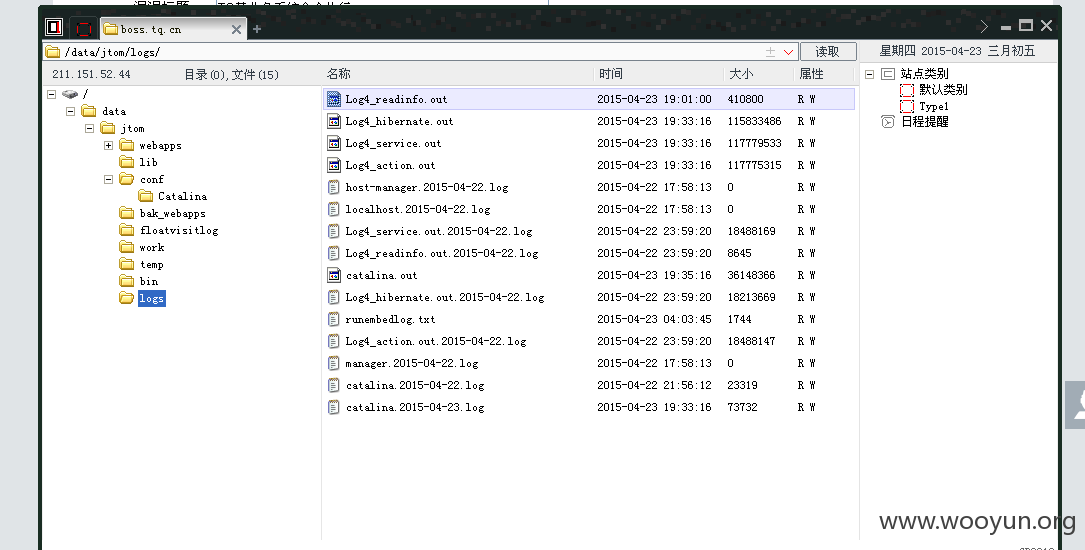 boss.tq.cn
/data/jtom/logs/ 读取 星期四 2015-04-23 三月初五
211.151.52.44 目录(0),文件(15) 名称 时间 大小 属性
/
data
jtom
webapps
lib
conf
Catalina
bak_webapps
floatvisitlog
work
temp
bin
logs
Log4_readinfo.out 2015-04-23 19:01:00 410800 R W
Log4_hibernate.out 2015-04-23 19:33:16 115833486 R W
Log4_service.out 2015-04-23 19:33:16 117779533 R W
Log4_action.out 2015-04-23 19:33:16 117775315 R W
host-manager.2015-04-22.log 2015-04-22 17:58:13 0 R W
localhost.2015-04-22.log 2015-04-22 17:58:13 0 R W
Log4_service.out.2015-04-22.log 2015-04-22 23:59:20 18488169 R W
Log4_readinfo.out.2015-04-22.log 2015-04-22 23:59:20 8645 R W
catalina.out 2015-04-23 19:35:16 36148366 R W
Log4_hibernate.out.2015-04-22.log 2015-04-22 23:59:20 18213669 R W
runembedlog.txt 2015-04-23 04:03:45 1744 R W
Log4_action.out.2015-04-22.log 2015-04-22 23:59:20 18488147 R W
manager.2015-04-22.log 2015-04-22 17:58:13 0 R W
catalina.2015-04-22.log 2015-04-22 21:56:12 23319 R W
catalina.2015-04-23.log 2015-04-23 19:33:16 73732 R W
站点类别
默认类别
Type1
日程提醒
www.wooyun.org